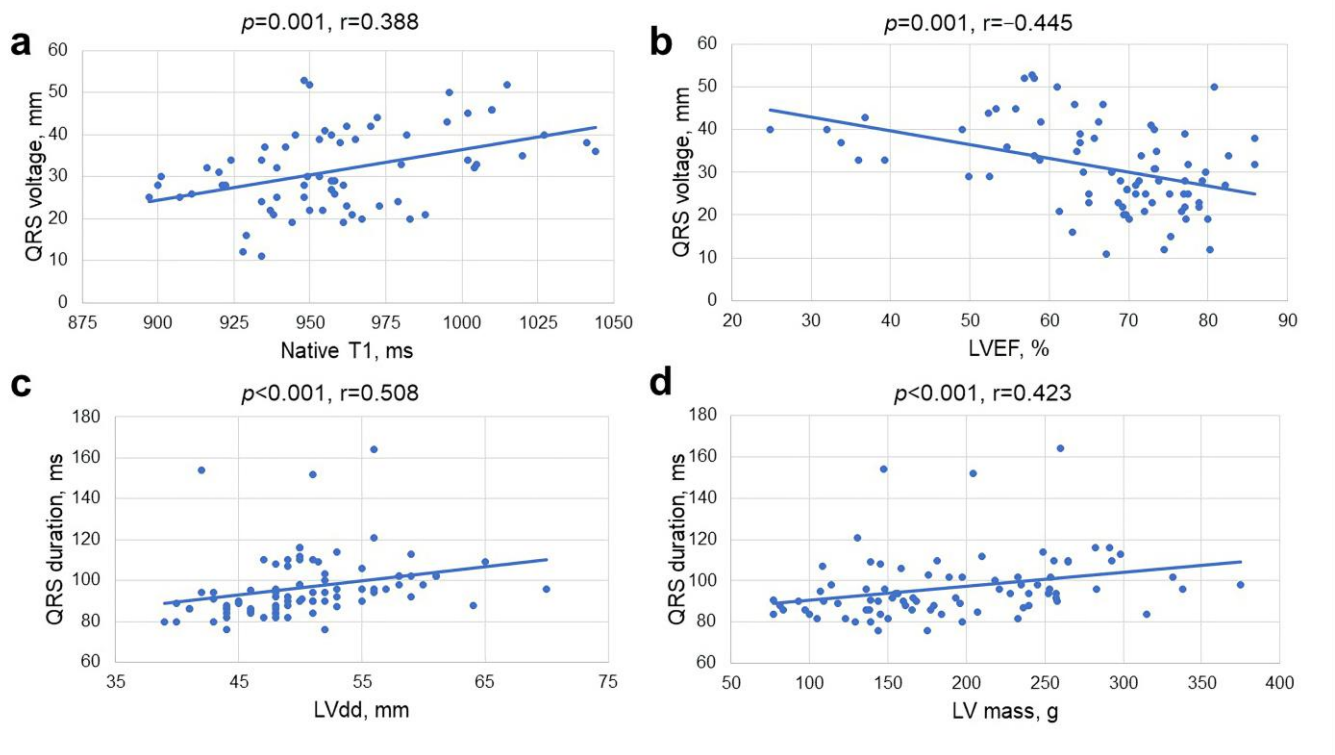 a
p=0.001, r=0.388
60
50
40
30
20
10
0
QRS voltage, mm
875 900 925 950 975 1000 1025 1050
Native T1, ms
b
p=0.001, r=−0.445
60
50
40
30
20
10
0
QRS voltage, mm
20 30 40 50 60 70 80 90
LVEF, %
c
p<0.001, r=0.508
180
160
140
120
100
80
60
QRS duration, ms
35 45 55 65 75
LVdd, mm
d
p<0.001, r=0.423
180
160
140
120
100
80
60
QRS duration, ms
50 100 150 200 250 300 350 400
LV mass, g